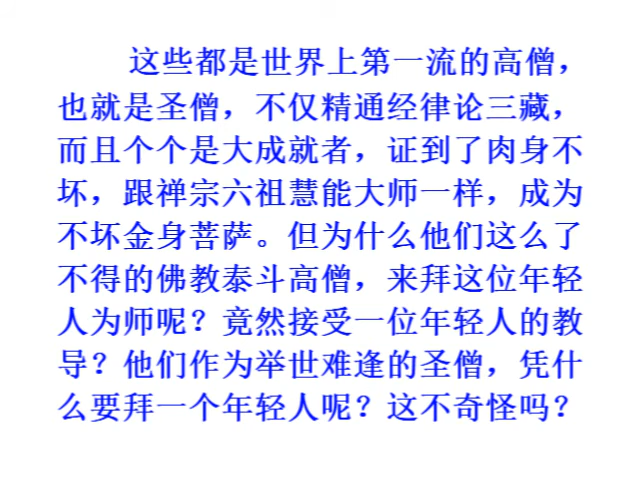 这些都是世界上第一流的高僧，
也就是圣僧，不仅精通经律论三藏，
而且个个是大成就者，证到了肉身不
坏，跟禅宗六祖慧能大师一样，成为
不坏金身菩萨。但为什么他们这么了
不得的佛教泰斗高僧，来拜这位年轻
人为师呢？竟然接受一位年轻人的教
导？他们作为举世难逢的圣僧，凭什
么要拜一个年轻人呢？这不奇怪吗？